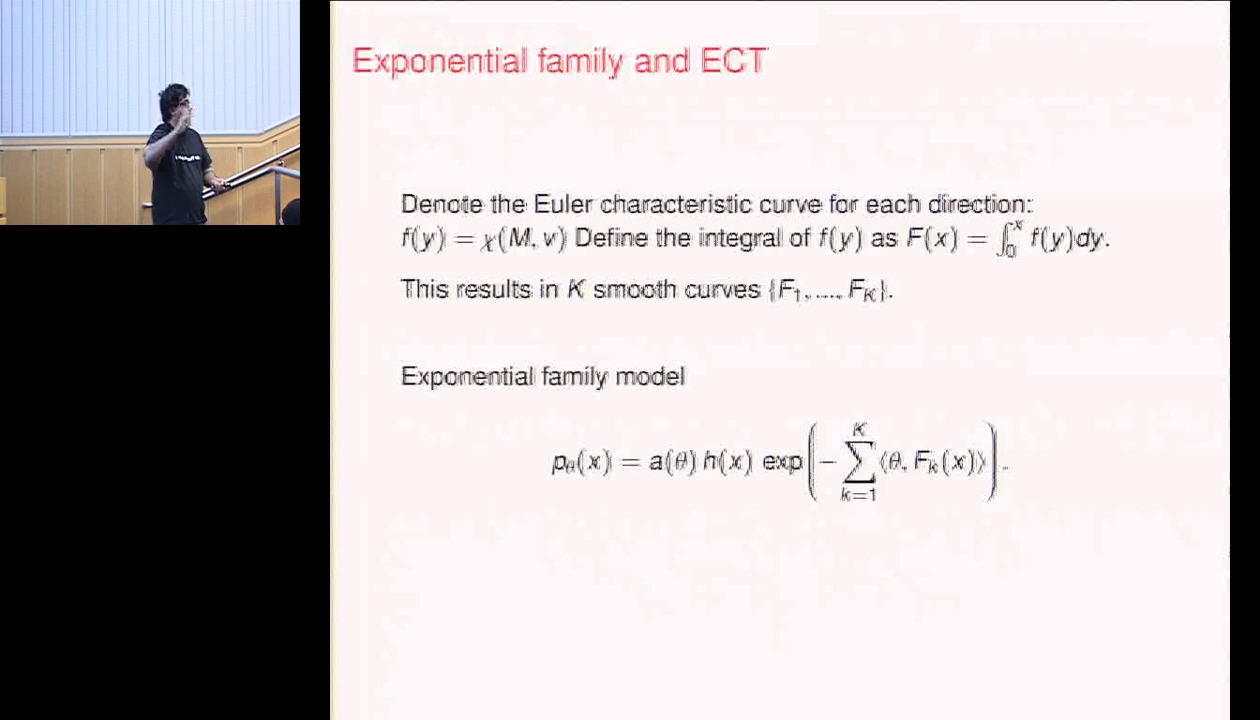 Exponential family and ECT
Denote the Euler characteristic curve for each direction:
f(y) = χ(M, v) Define the integral of f(y) as F(x) = ∫₀ˣ f(y)dy.
This results in K smooth curves {F₁, ...., F_K}.
Exponential family model
p_θ(x) = a(θ) h(x) exp(−∑_{k=1}^{K}⟨θ, F_k(x)⟩).